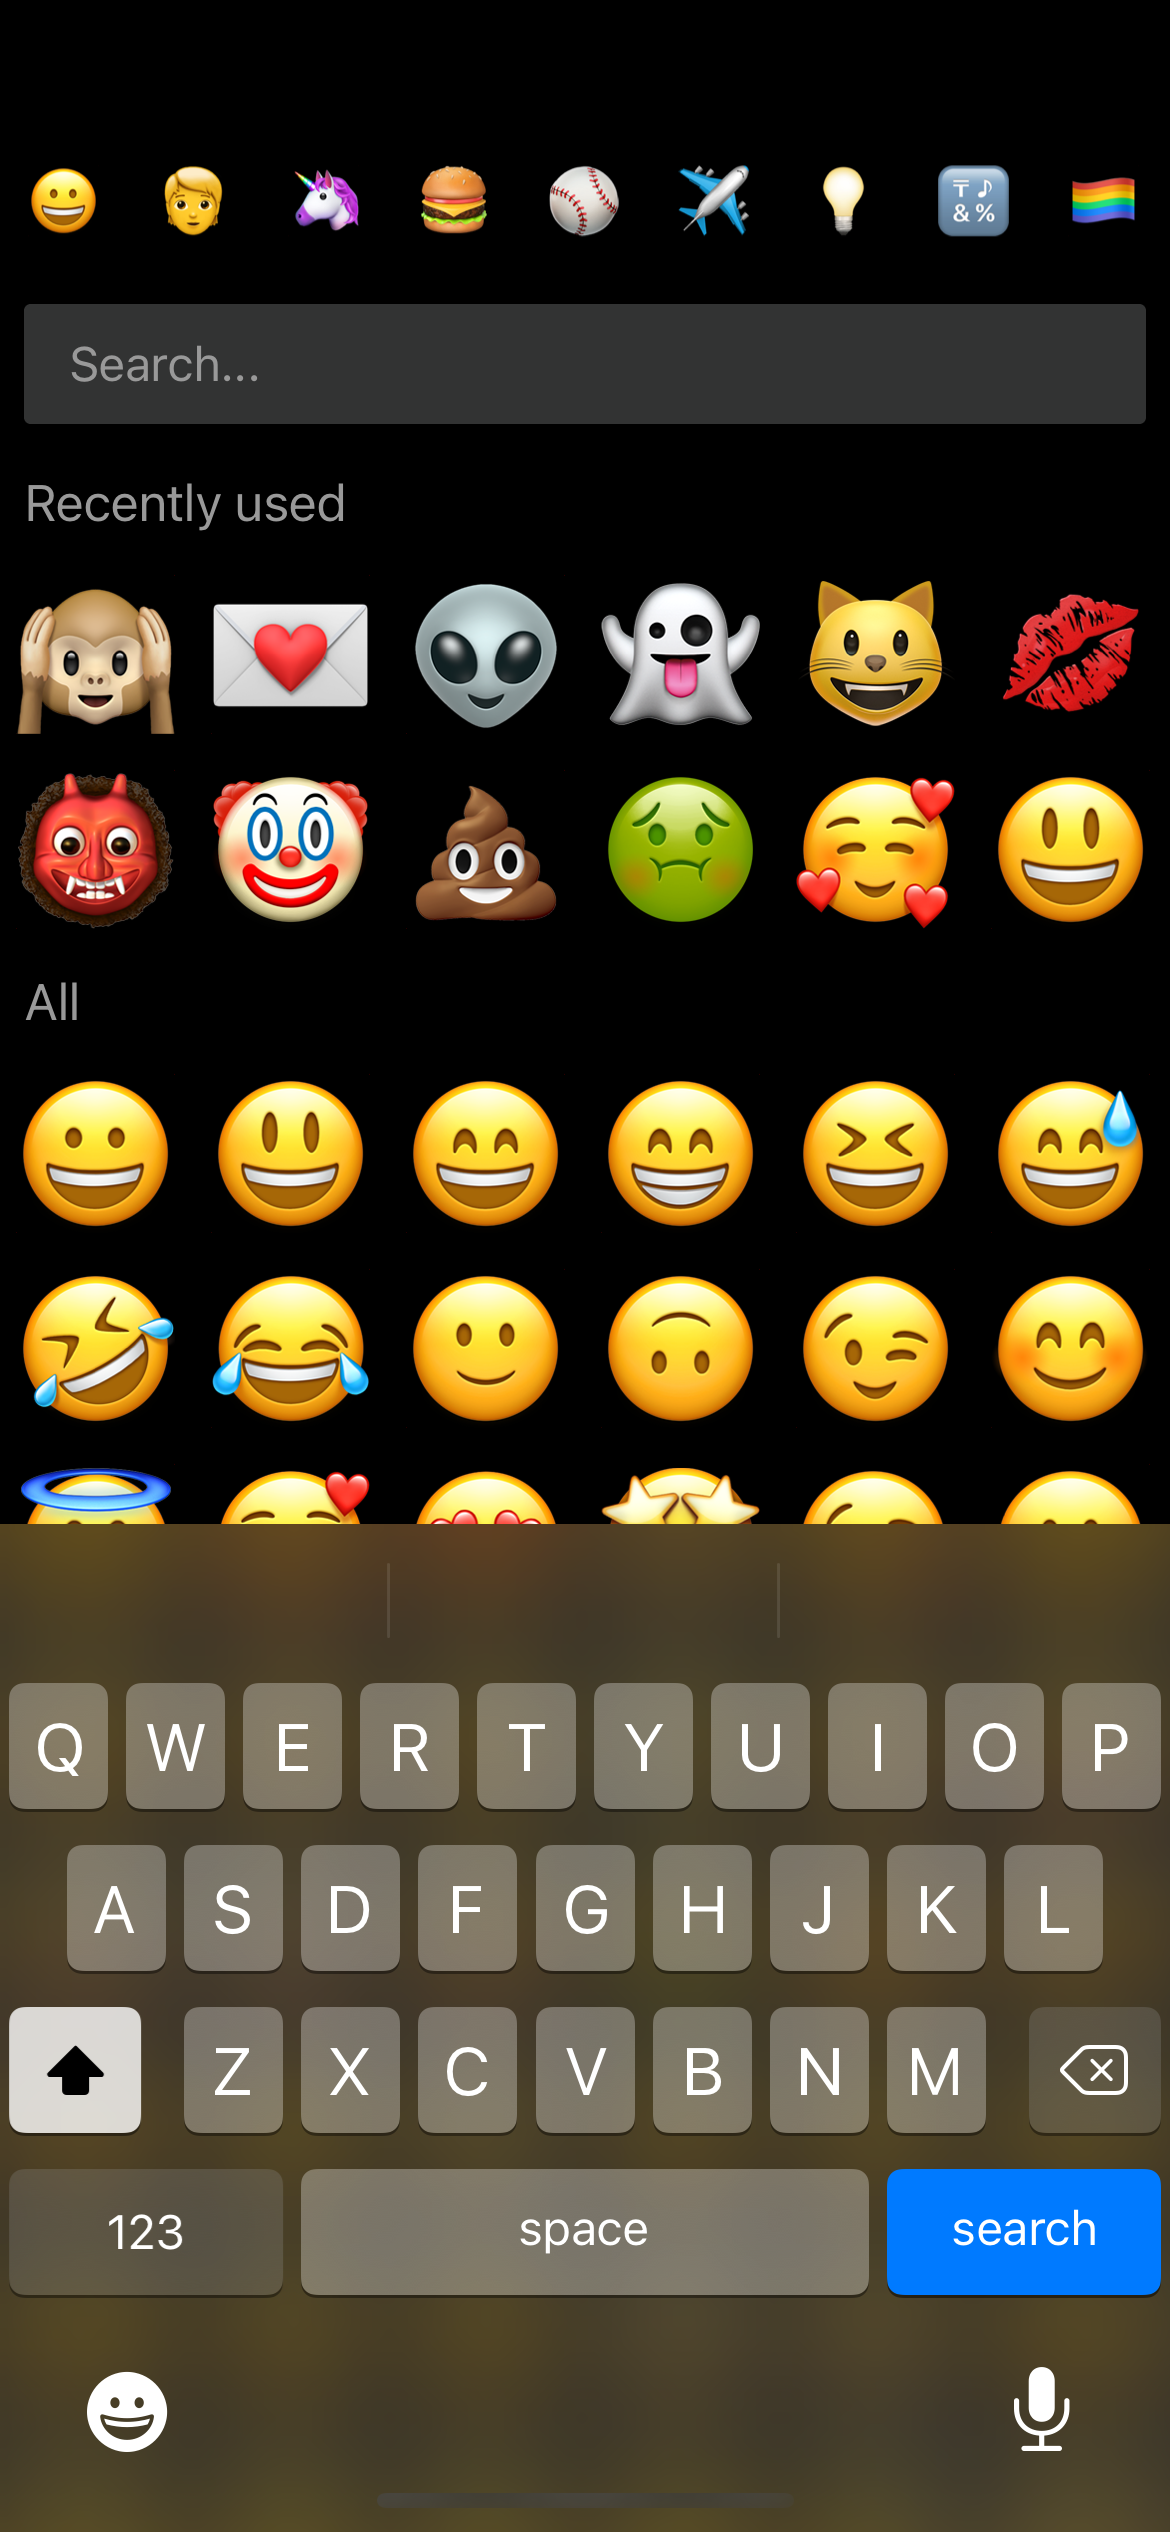 〒♪
&%
Search...
Recently used
All
Q W E R T Y U I O P
A S D F G H J K L
Z X C V B N M
123 space search